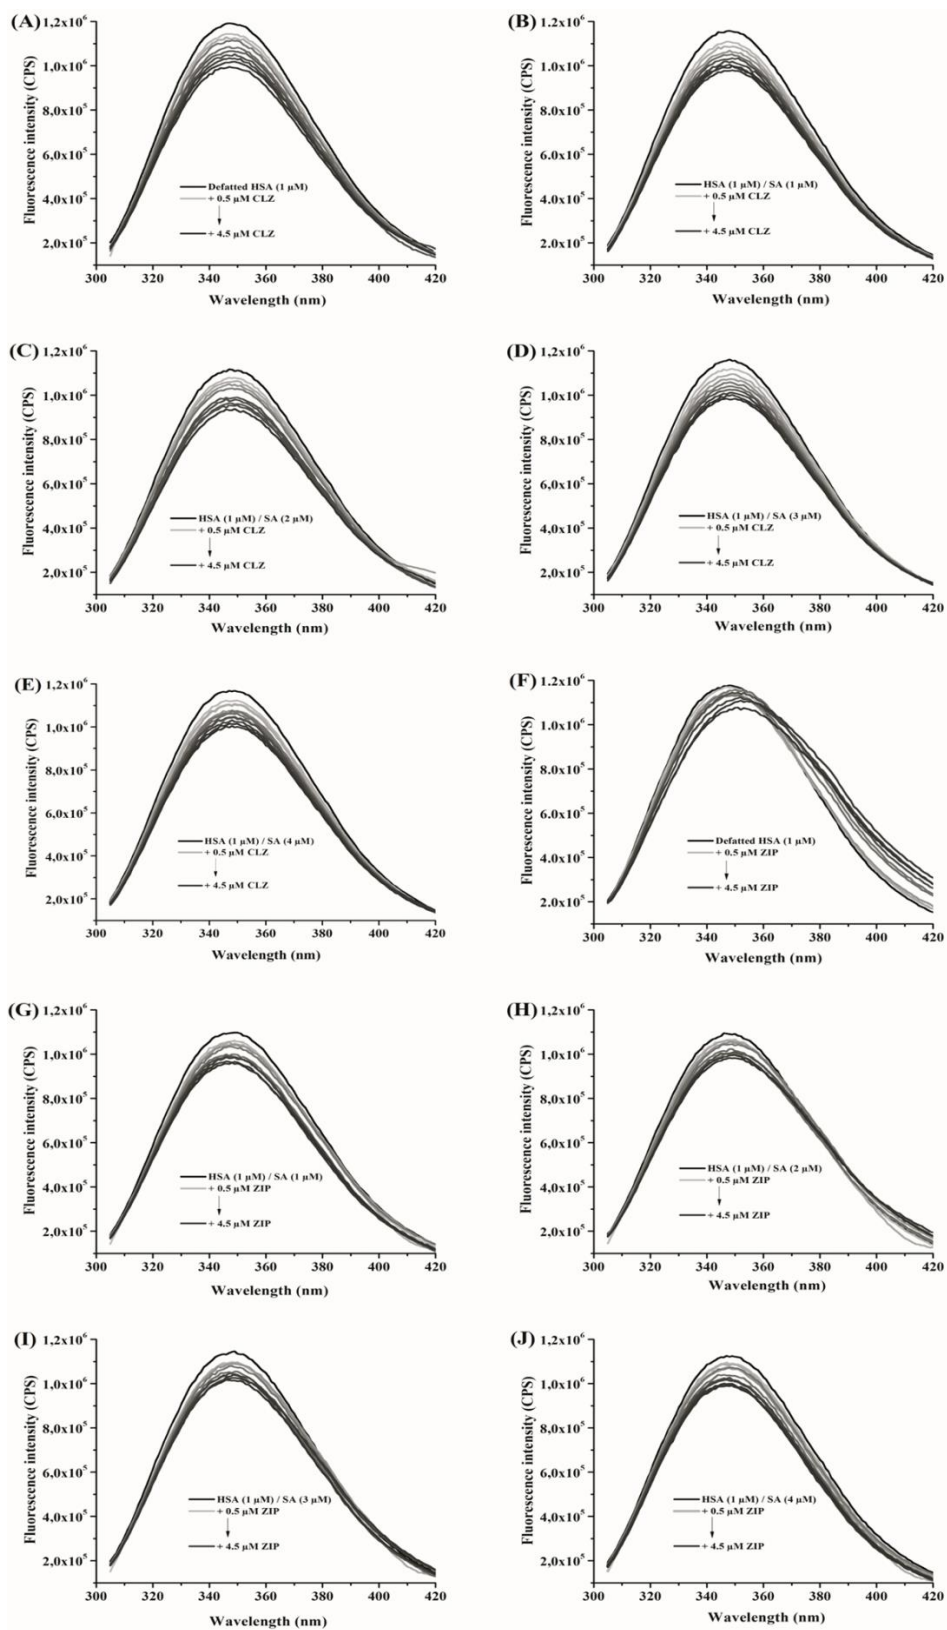 (A)
1,2x10⁶
1,0x10⁶
8.0x10⁵
6.0x10⁵
4,0x10⁵
2,0x10⁵
Fluorescence intensity (CPS)
Defatted HSA (1 µM)
+ 0.5 µM CLZ
+ 4.5 µM CLZ
300 320 340 360 380 400 420
Wavelength (nm)
(B)
1,2x10⁶
1,0x10⁶
8.0x10⁵
6.0x10⁵
4,0x10⁵
2,0x10⁵
Fluorescence intensity (CPS)
HSA (1 µM) / SA (1 µM)
+ 0.5 µM CLZ
+ 4.5 µM CLZ
300 320 340 360 380 400 420
Wavelength (nm)
(C)
1,2x10⁶
1,0x10⁶
8,0x10⁵
6,0x10⁵
4,0x10⁵
2,0x10⁵
Fluorescence intensity (CPS)
HSA (1 µM) / SA (2 µM)
+ 0.5 µM CLZ
+ 4.5 µM CLZ
300 320 340 360 380 400 420
Wavelength (nm)
(D)
1,2x10⁶
1,0x10⁶
8,0x10⁵
6,0x10⁵
4,0x10⁵
2,0x10⁵
Fluorescence intensity (CPS)
HSA (1 µM) / SA (3 µM)
+ 0.5 µM CLZ
+ 4.5 µM CLZ
300 320 340 360 380 400 420
Wavelength (nm)
(E)
1,2x10⁶
1,0x10⁶
8,0x10⁵
6,0x10⁵
4,0x10⁵
2,0x10⁵
Fluorescence intensity (CPS)
HSA (1 µM) / SA (4 µM)
+ 0.5 µM CLZ
+ 4.5 µM CLZ
300 320 340 360 380 400 420
Wavelength (nm)
(F)
1,2x10⁶
1,0x10⁶
8,0x10⁵
6,0x10⁵
4,0x10⁵
2,0x10⁵
Fluorescence intensity (CPS)
Defatted HSA (1 µM)
+ 0.5 µM ZIP
+ 4.5 µM ZIP
300 320 340 360 380 400 420
Wavelength (nm)
(G)
1,2x10⁶
1,0x10⁶
8,0x10⁵
6,0x10⁵
4,0x10⁵
2,0x10⁵
Fluorescence intensity (CPS)
HSA (1 µM) / SA (1 µM)
+ 0.5 µM ZIP
+ 4.5 µM ZIP
300 320 340 360 380 400 420
Wavelength (nm)
(H)
1,2x10⁶
1,0x10⁶
8,0x10⁵
6,0x10⁵
4,0x10⁵
2,0x10⁵
Fluorescence intensity (CPS)
HSA (1 µM) / SA (2 µM)
+ 0.5 µM ZIP
+ 4.5 µM ZIP
300 320 340 360 380 400 420
Wavelength (nm)
(I)
1,2x10⁶
1,0x10⁶
8,0x10⁵
6,0x10⁵
4,0x10⁵
2,0x10⁵
Fluorescence intensity (CPS)
HSA (1 µM) / SA (3 µM)
+ 0.5 µM ZIP
+ 4.5 µM ZIP
300 320 340 360 380 400 420
Wavelength (nm)
(J)
1,2x10⁶
1,0x10⁶
8,0x10⁵
6,0x10⁵
4,0x10⁵
2,0x10⁵
Fluorescence intensity (CPS)
HSA (1 µM) / SA (4 µM)
+ 0.5 µM ZIP
+ 4.5 µM ZIP
300 320 340 360 380 400 420
Wavelength (nm)